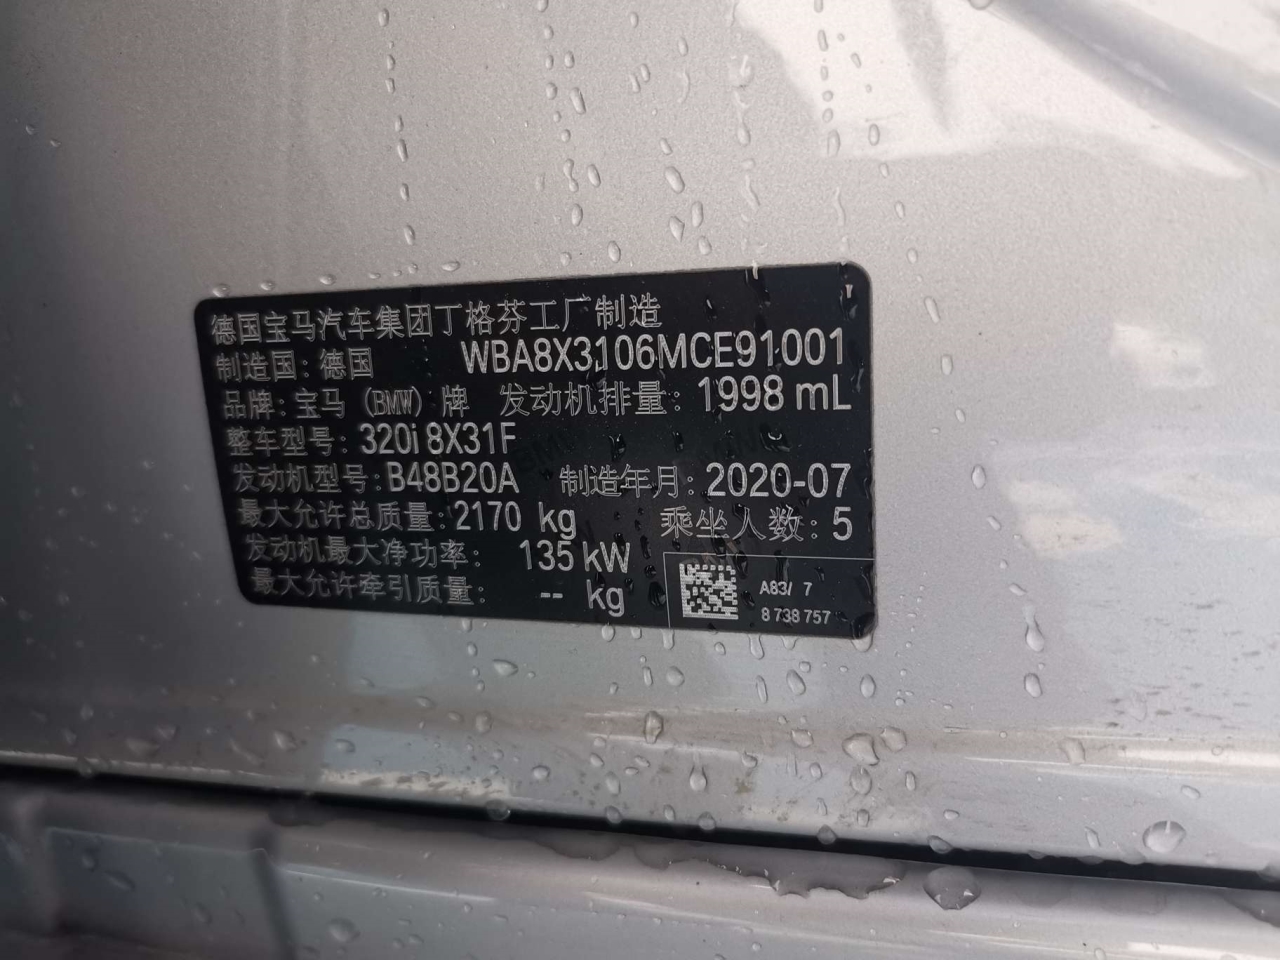 德国宝马汽车集团丁格芬工厂制造
制造国：德国 WBA8X3106MCE91001
品牌：宝马（BMW）牌 发动机排量：1998 mL
整车型号：320i 8X31F
发动机型号：B48B20A 制造年月：2020-07
最大允许总质量：2170 kg 乘坐人数：5
发动机最大净功率： 135 kW
最大允许牵引质量： -- kg
A83/ 7
8 738 757